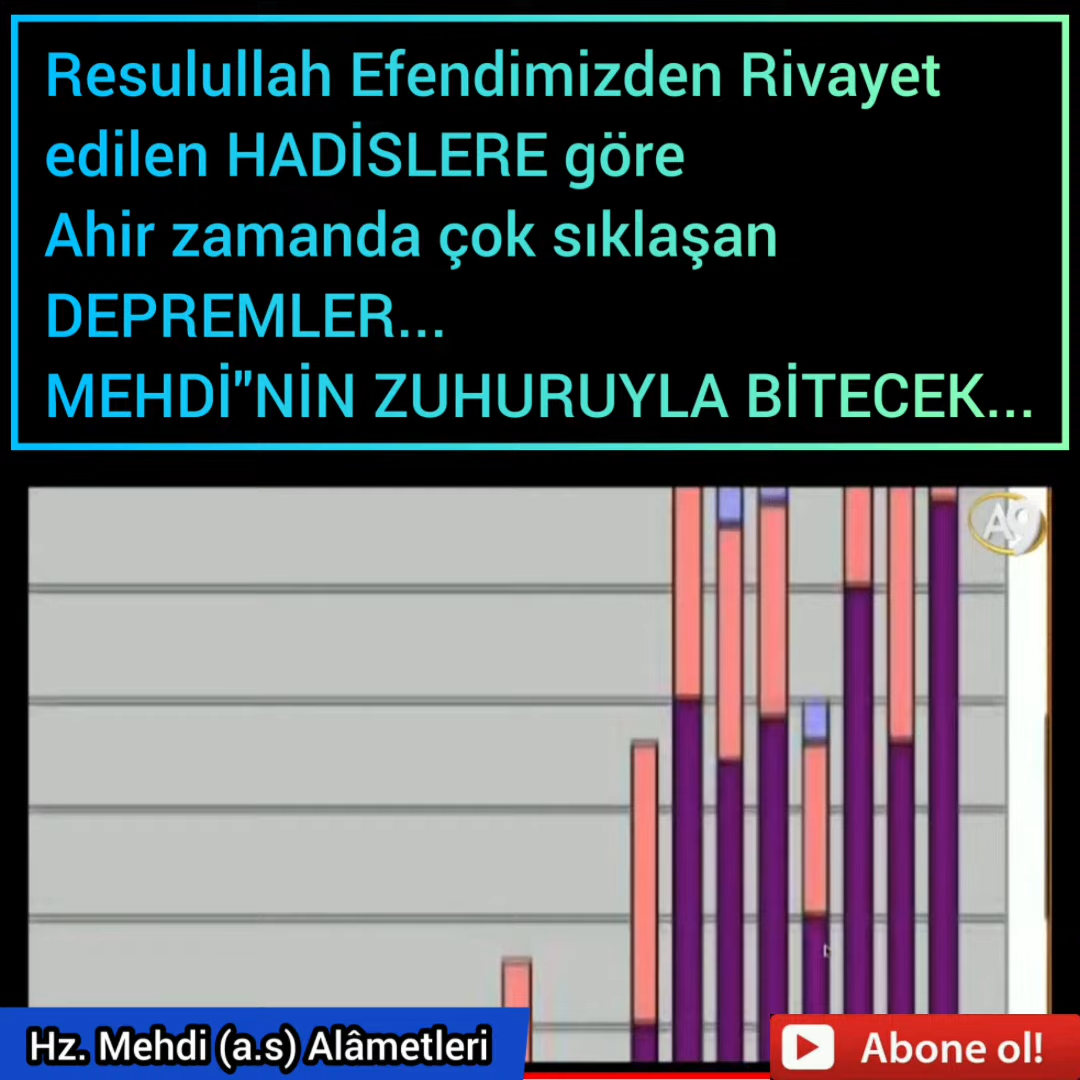 Resulullah Efendimizden Rivayet
edilen HADİSLERE göre
Ahir zamanda çok sıklaşan
DEPREMLER...
MEHDİ"NİN ZUHURUYLA BİTECEK...
A9
Hz. Mehdi (a.s) Alâmetleri
Abone ol!